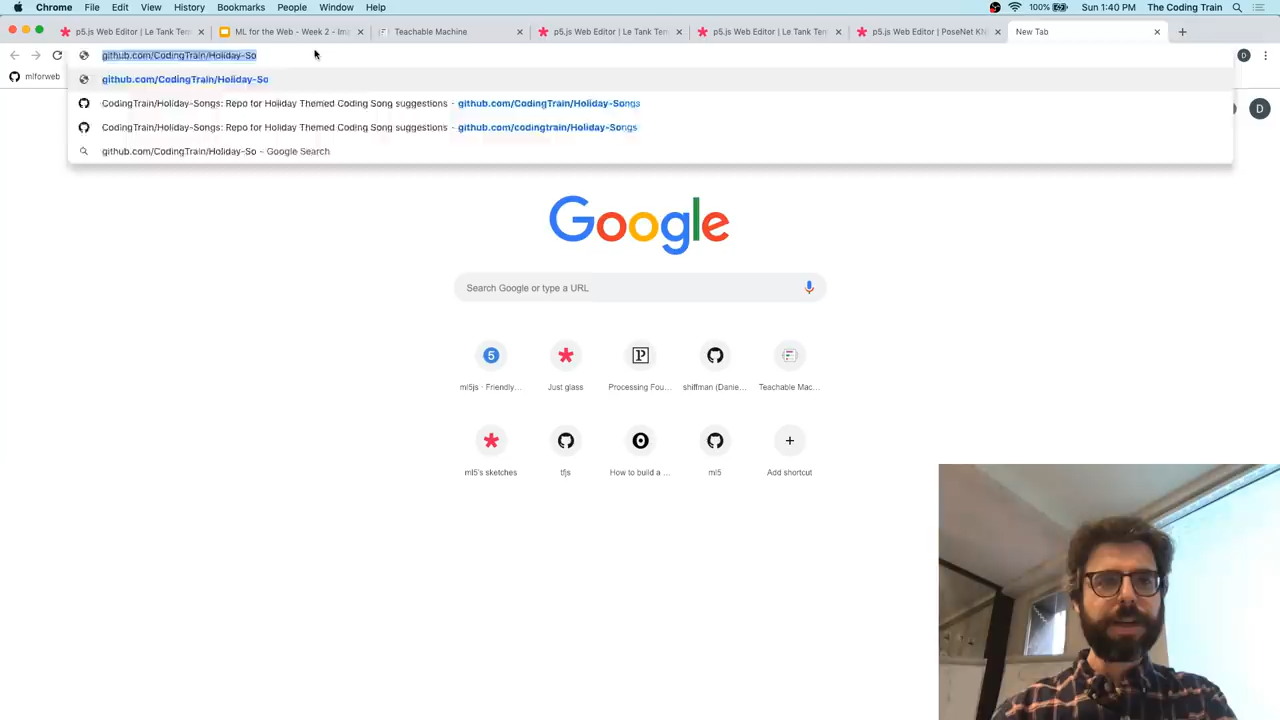 Chrome File Edit View History Bookmarks People Window Help 100% Sun 1:40 PM The Coding Train
p5.js Web Editor | Le Tank Tem ML for the Web - Week 2 - Im Teachable Machine p5.js Web Editor | Le Tank Tem p5.js Web Editor | Le Tank Tem p5.js Web Editor | PoseNet KN New Tab
github.com/CodingTrain/Holiday-So D
mlforweb github.com/CodingTrain/Holiday-So
CodingTrain/Holiday-Songs: Repo for Holiday Themed Coding Song suggestions - github.com/CodingTrain/Holiday-Songs
D
CodingTrain/Holiday-Songs: Repo for Holiday Themed Coding Song suggestions - github.com/codingtrain/Holiday-Songs
github.com/CodingTrain/Holiday-So - Google Search
Google
Search Google or type a URL
5 P
ml5js · Friendly... Just glass Processing Fou... shiffman (Danie... Teachable Mac...
ml5's sketches tfjs How to build a ... ml5 Add shortcut